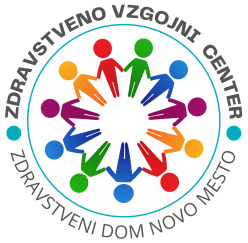 ZDRAVSTVENO VZGOJNI CENTER
ZDRAVSTVENI DOM NOVO MESTO